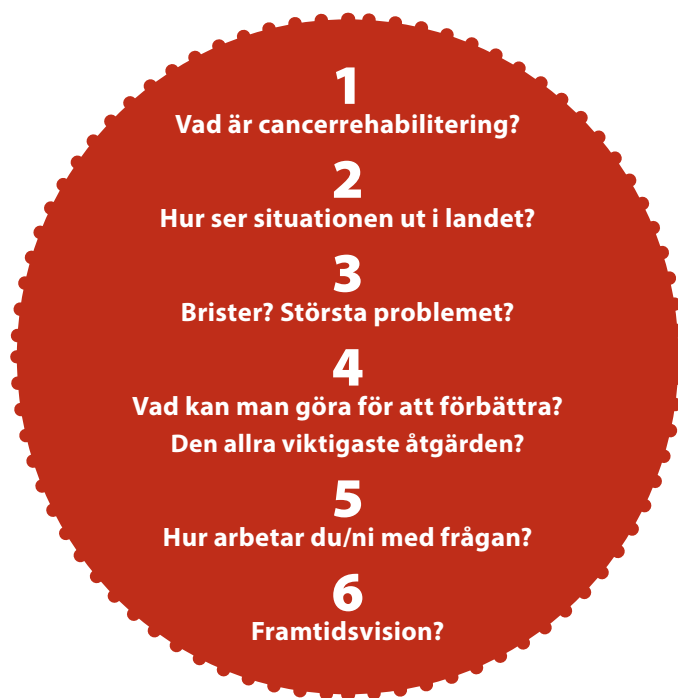 1
Vad är cancerrehabilitering?
2
Hur ser situationen ut i landet?
3
Brister? Största problemet?
4
Vad kan man göra för att förbättra?
Den allra viktigaste åtgärden?
5
Hur arbetar du/ni med frågan?
6
Framtidsvision?